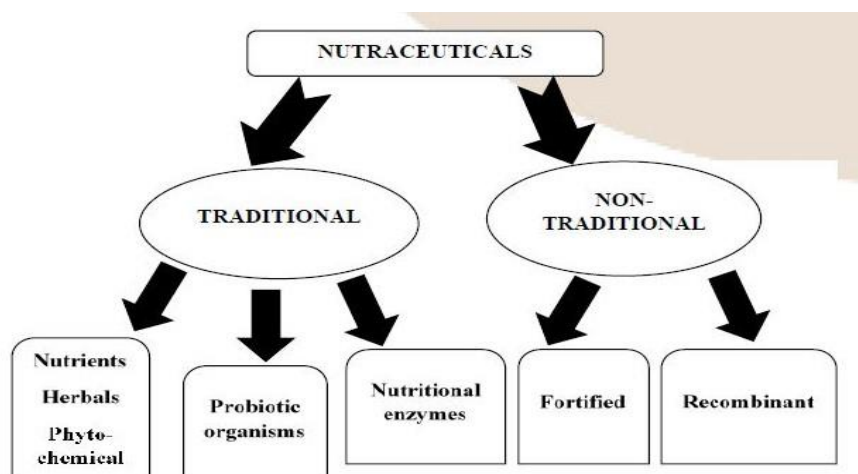 NUTRACEUTICALS
TRADITIONAL
NON-
TRADITIONAL
Nutrients
Herbals
Phyto-
chemical
Probiotic
organisms
Nutritional
enzymes
Fortified
Recombinant